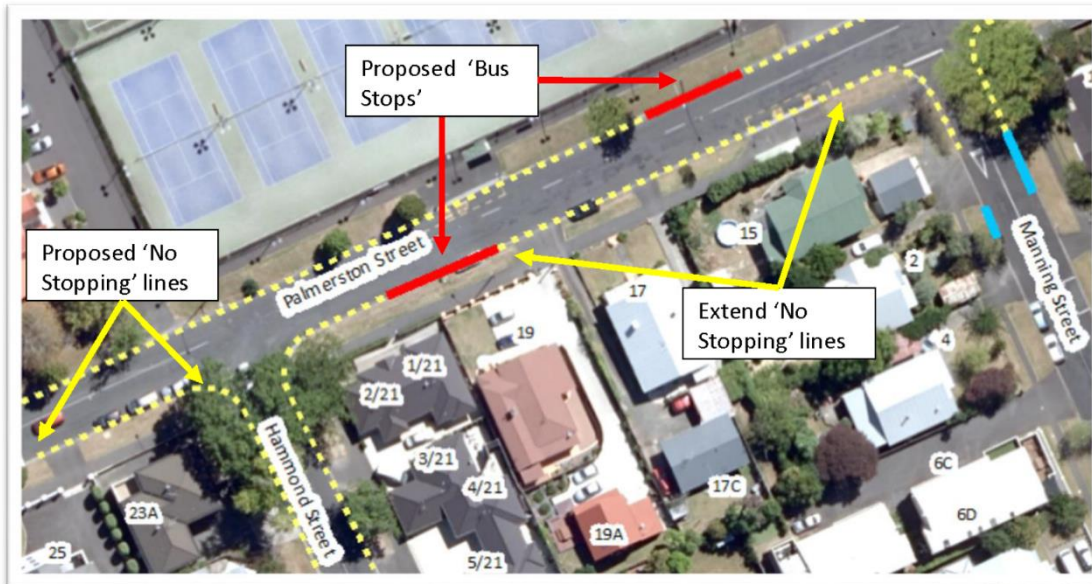 Proposed ‘Bus
Stops’
Proposed ‘No
Stopping’ lines
Palmerston Street
Extend ‘No
Stopping’ lines
Manning Street
Hammond Street
15
2
17
4
19
1/21
2/21
3/21
4/21
5/21
17C
6C
6D
19A
23A
25